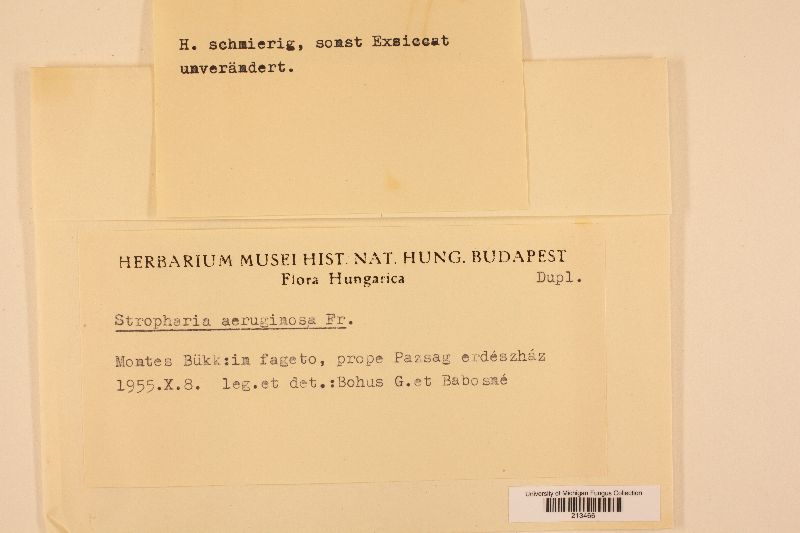 H. schmierig, sonst Exsiccat
unverändert.
HERBARIUM MUSEI HIST. NAT. HUNG. BUDAPEST
Flora Hungarica
Dupl.
Stropharia aeruginosa Fr.
Montes Bükk:in fageto, prope Pazsag erdészház
1955.X.8. leg.et det.:Bohus G.et Babosné
University of Michigan Fungus Collection
213466